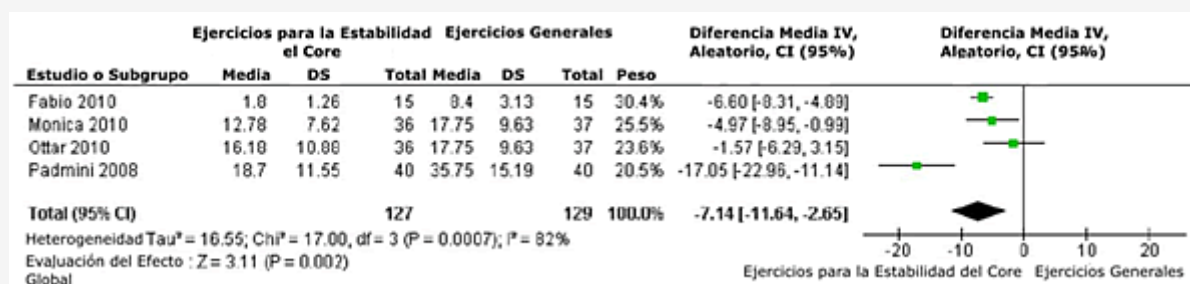 Ejercicios para la Estabilidad el Core Ejercicios Generales Diferencia Media IV, Aleatorio, CI (95%) Diferencia Media IV, Aleatorio, CI (95%)
Estudio o Subgrupo Media DS Total Media DS Total Peso
Fabio 2010 1.8 1.26 15 8.4 3.13 15 30.4% -6.60 [-8.31, -4.89]
Monica 2010 12.78 7.62 36 17.75 9.63 37 25.5% -4.97 [-8.95, -0.99]
Ottar 2010 16.18 10.88 36 17.75 9.63 37 23.6% -1.57 [-6.29, 3.15]
Padmini 2008 18.7 11.55 40 35.75 15.19 40 20.5% -17.05 [-22.96, -11.14]
Total (95% CI) 127 129 100.0% -7.14 [-11.64, -2.65]
Heterogeneidad Tau² = 16.55; Chi² = 17.00, df = 3 (P = 0.0007); I² = 82%
Evaluación del Efecto : Z = 3.11 (P = 0.002)
Global
-20 -10 0 10 20
Ejercicios para la Estabilidad del Core Ejercicios Generales